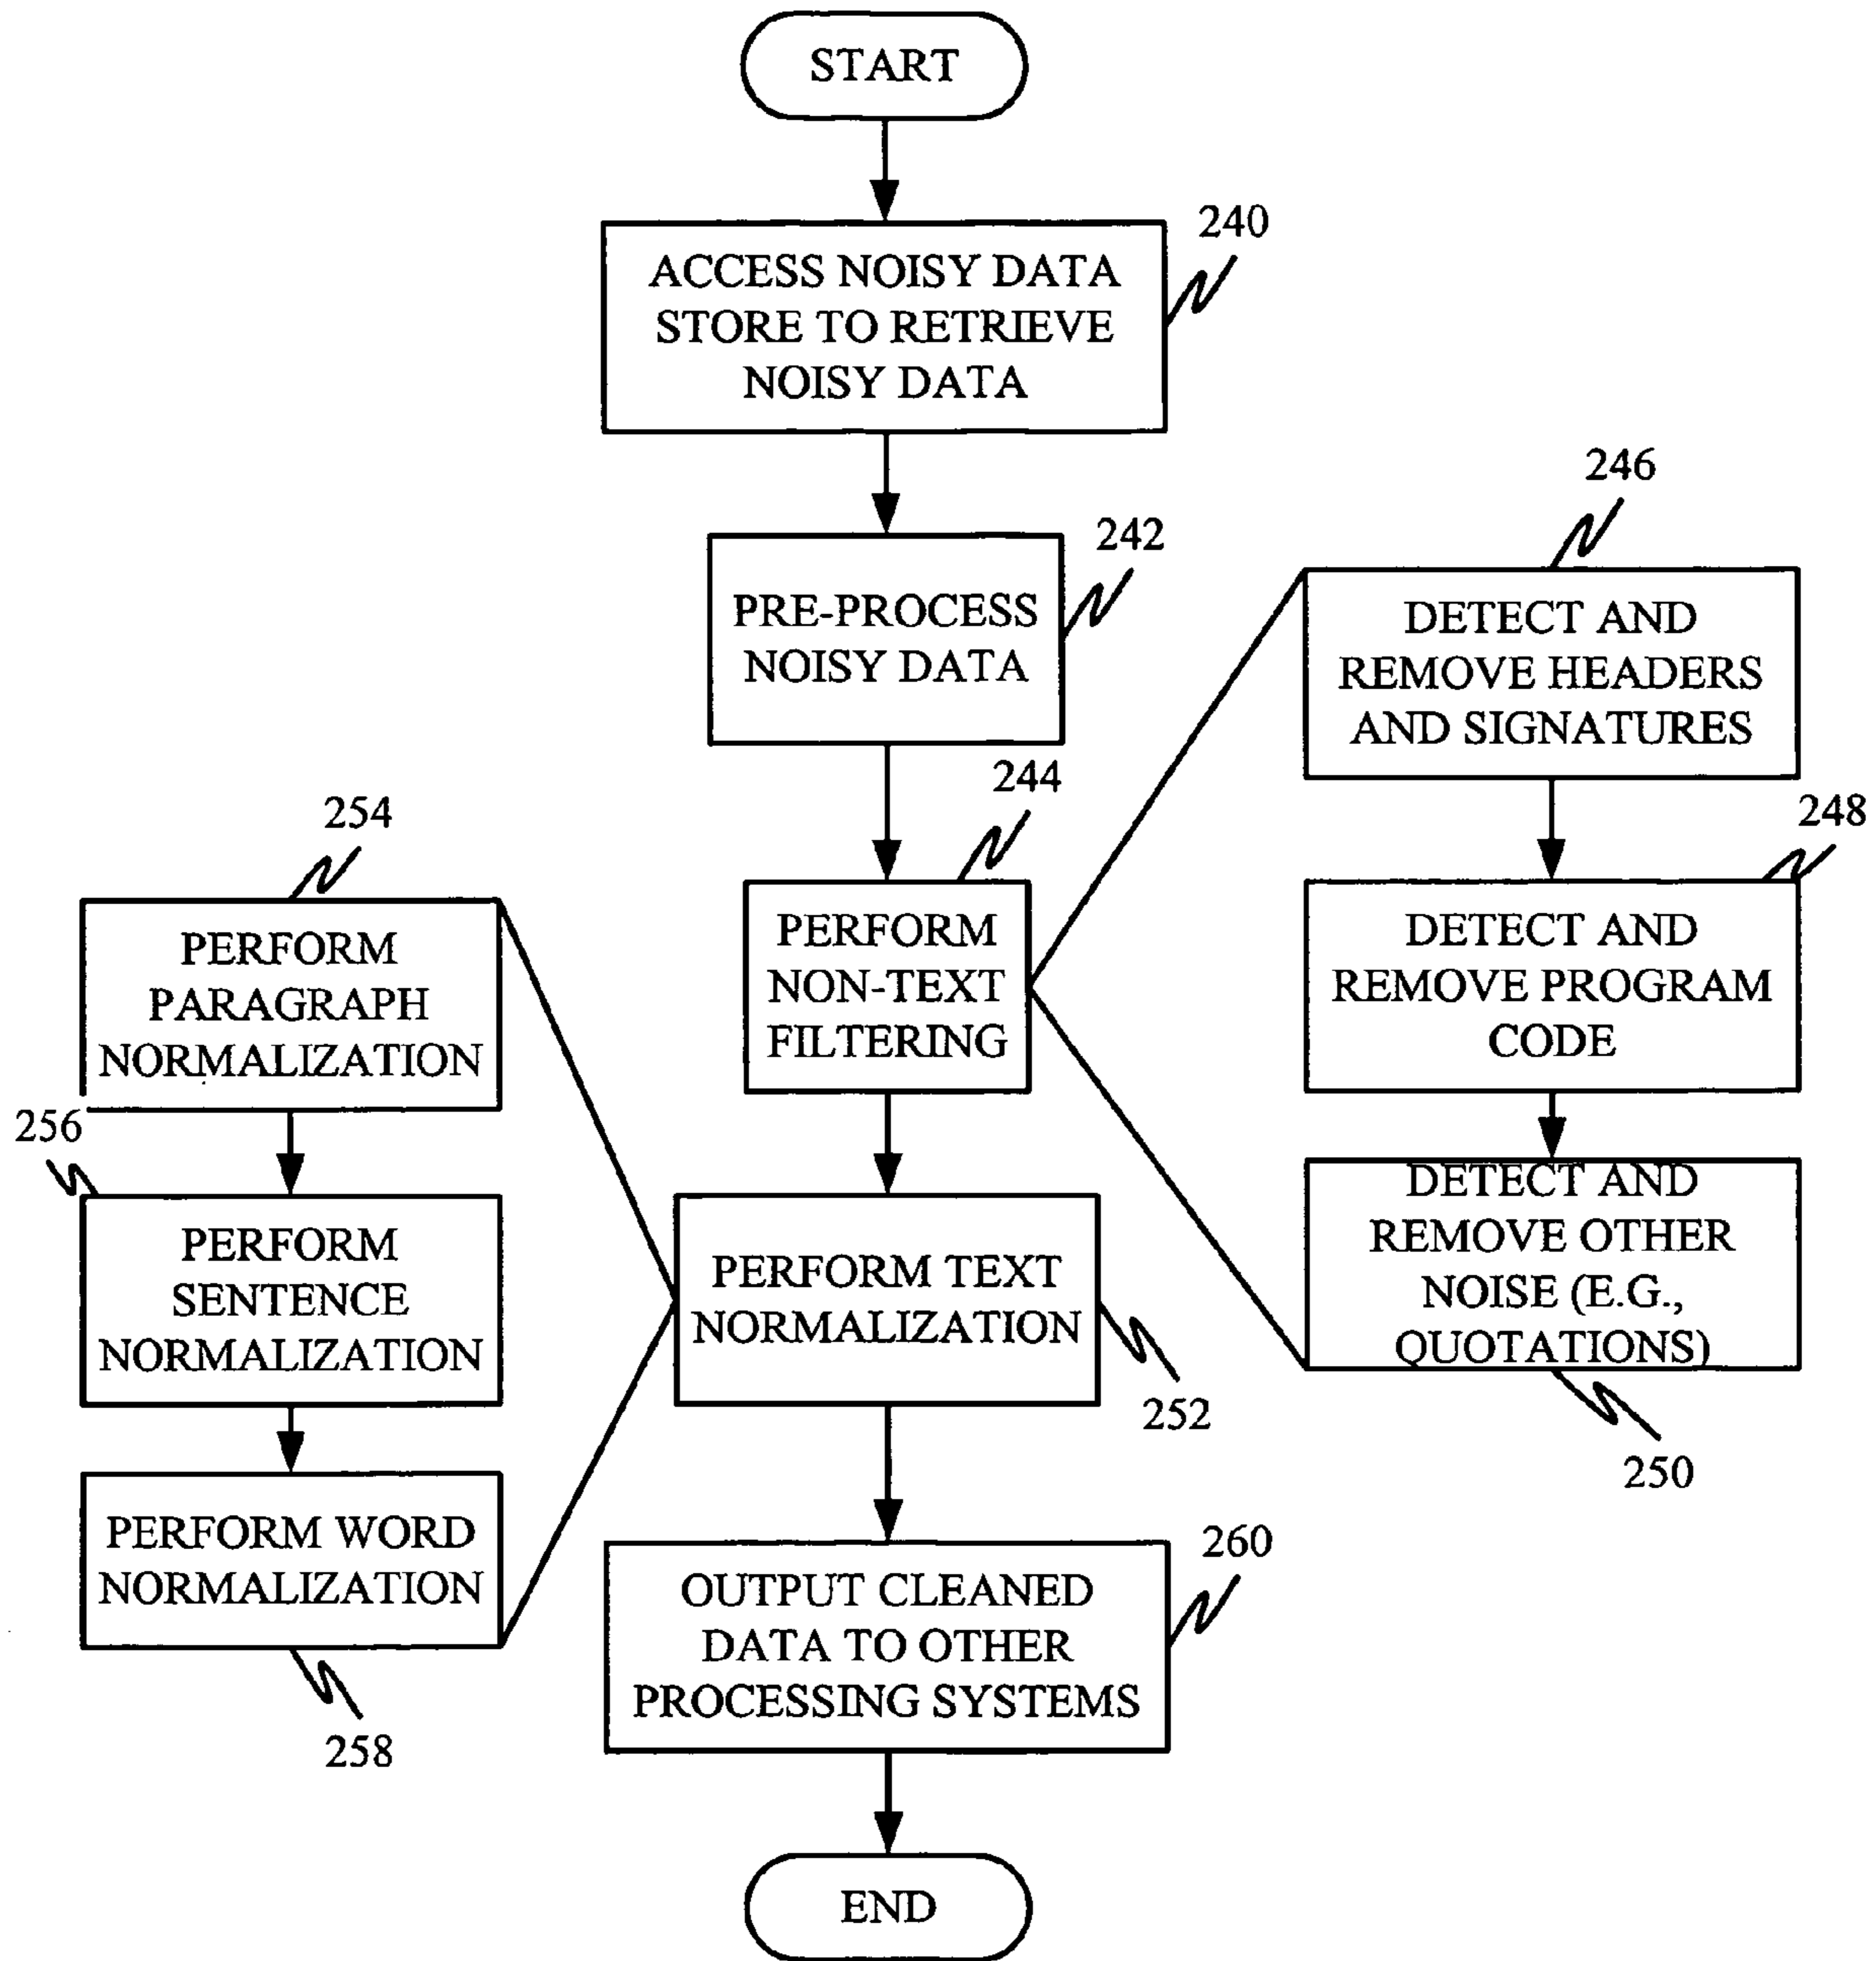 START
240
ACCESS NOISY DATA
STORE TO RETRIEVE
NOISY DATA
242
PRE-PROCESS
NOISY DATA
244
PERFORM
NON-TEXT
FILTERING
246
DETECT AND
REMOVE HEADERS
AND SIGNATURES
248
DETECT AND
REMOVE PROGRAM
CODE
DETECT AND
REMOVE OTHER
NOISE (E.G.,
QUOTATIONS)
250
PERFORM TEXT
NORMALIZATION
252
254
PERFORM
PARAGRAPH
NORMALIZATION
256
PERFORM
SENTENCE
NORMALIZATION
PERFORM WORD
NORMALIZATION
258
260
OUTPUT CLEANED
DATA TO OTHER
PROCESSING SYSTEMS
END